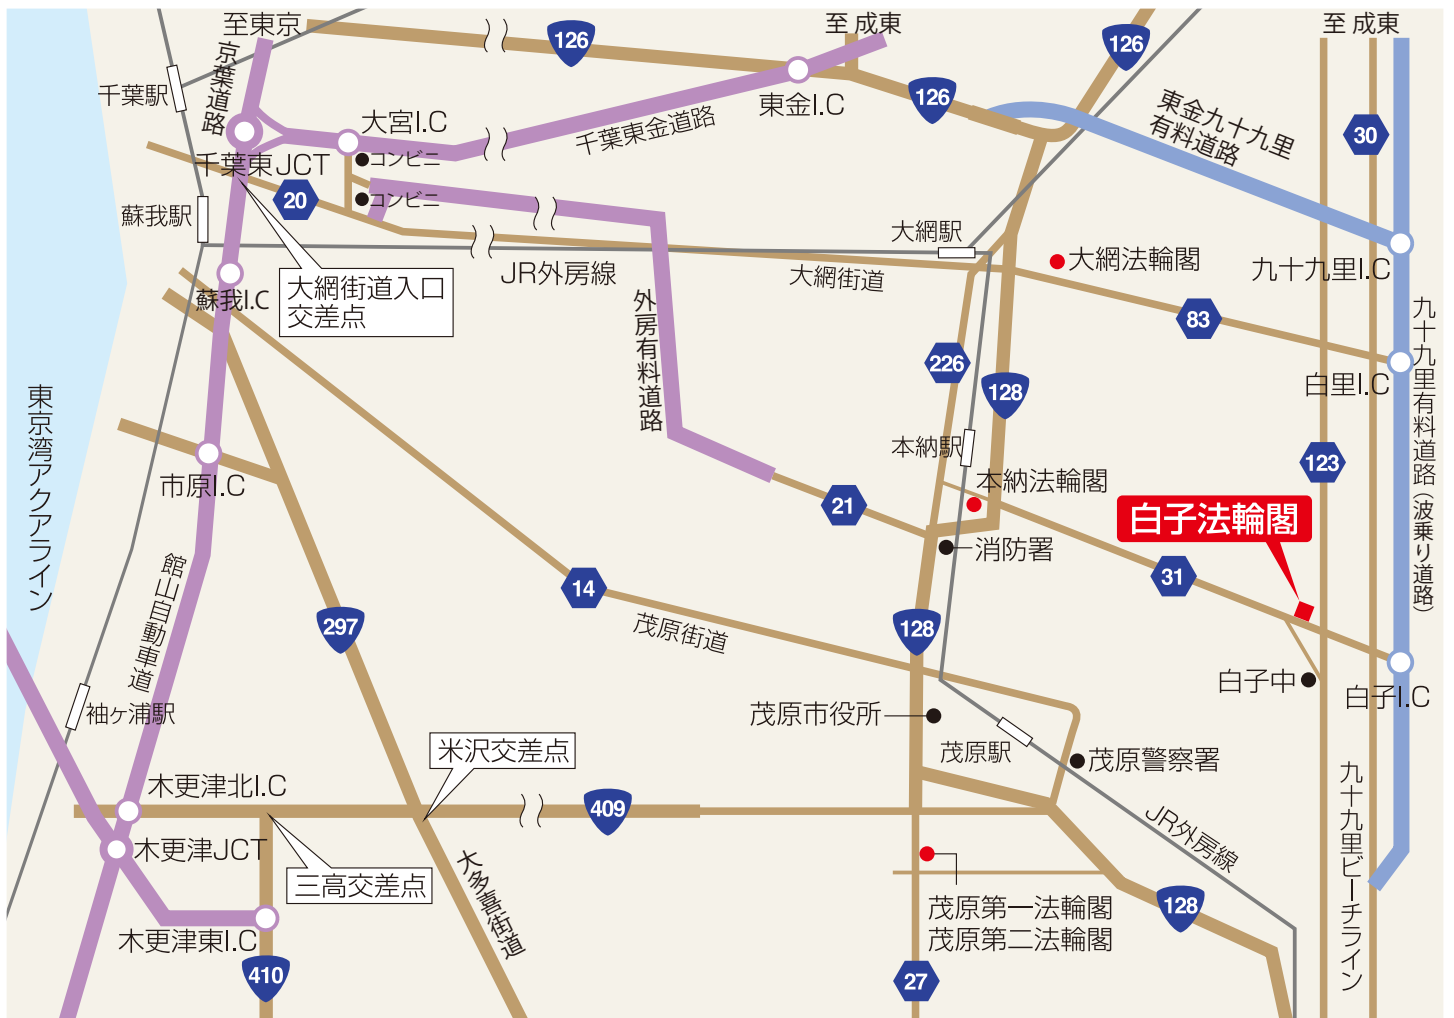 至東京
126
至 成東
126
至 成東
京葉道路
千葉駅
大宮I.C
千葉東金道路
東金I.C
126
東金九十九里
有料道路
30
コンビニ
千葉東JCT
20
コンビニ
蘇我駅
大網駅
大網法輪閣
九十九里I.C
JR外房線
大網街道
蘇我I.C
大網街道入口
交差点
外房有料道路
83
九十九里有料道路（波乗り道路）
226
128
白里I.C
東京湾アクアライン
本納駅
123
市原I.C
本納法輪閣
21
白子法輪閣
消防署
館山自動車道
14
31
297
茂原街道
128
白子中
白子I.C
袖ヶ浦駅
茂原市役所
米沢交差点
茂原駅
茂原警察署
木更津北I.C
409
JR外房線
九十九里ビーチライン
木更津JCT
三高交差点
大多喜街道
茂原第一法輪閣
茂原第二法輪閣
128
木更津東I.C
410
27